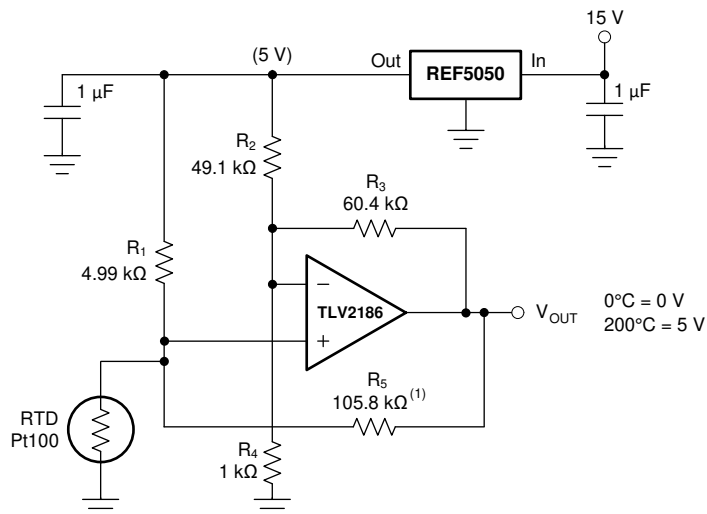 15 V
(5 V)
Out
REF5050
In
1 µF
1 µF
R2
49.1 kΩ
R3
60.4 kΩ
R1
4.99 kΩ
−
TLV2186
+
VOUT
0°C = 0 V
200°C = 5 V
R5
105.8 kΩ(1)
RTD
Pt100
R4
1 kΩ